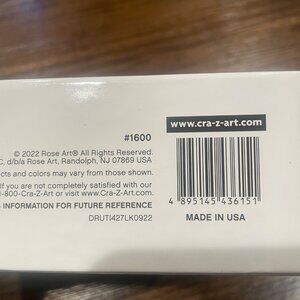 #1600
www.cra-z-art.com
© 2022 Rose Art® All Rights Reserved.
C, d/b/a Rose Art, Randolph, NJ 07869 USA
cts and colors may vary from those shown.
If you are not completely satisfied with our
1-800-Cra-Z-Art or visit www.Cra-Z-Art.com.
INFORMATION FOR FUTURE REFERENCE
DRUTI427LK0922
4 895145 436151
MADE IN USA